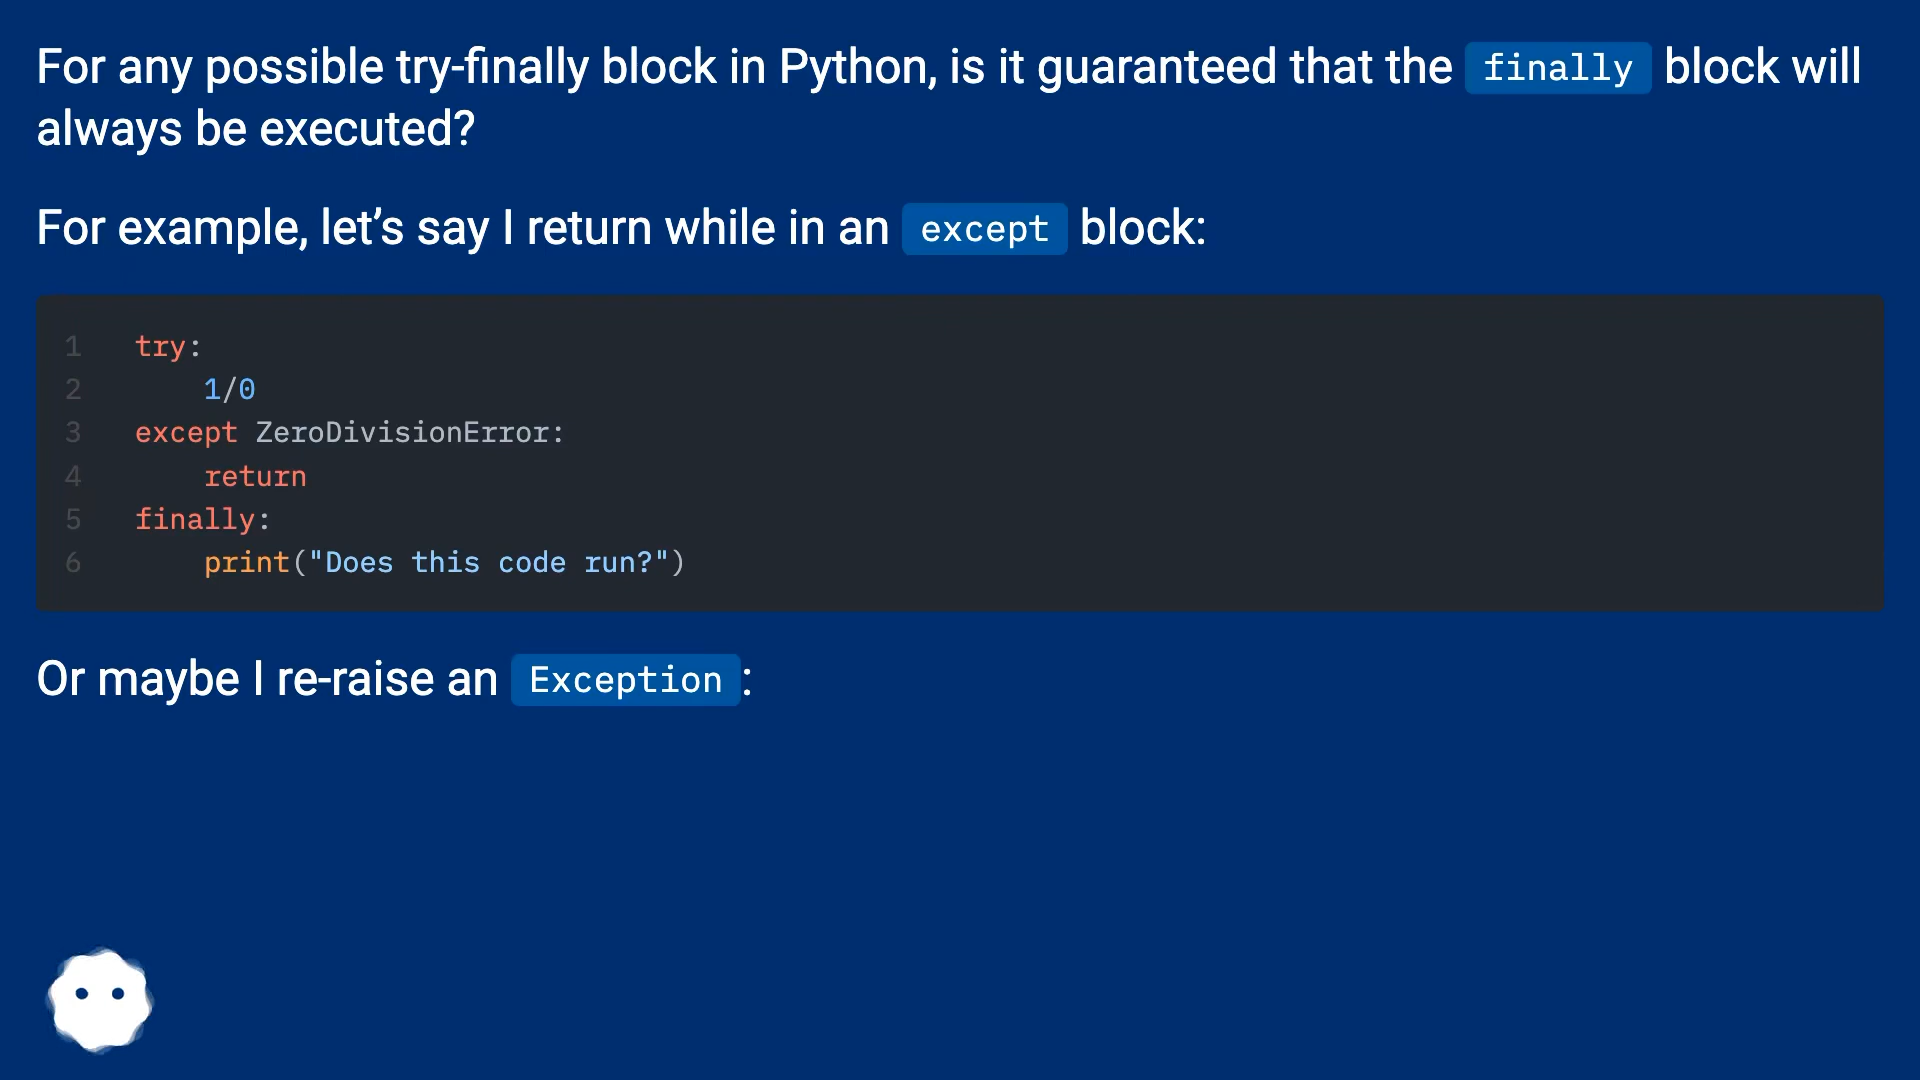 For any possible try-finally block in Python, is it guaranteed that the finally block will
always be executed?
For example, let’s say I return while in an except block:
1 try:
2     1/0
3 except ZeroDivisionError:
4     return
5 finally:
6     print("Does this code run?")
Or maybe I re-raise an Exception: